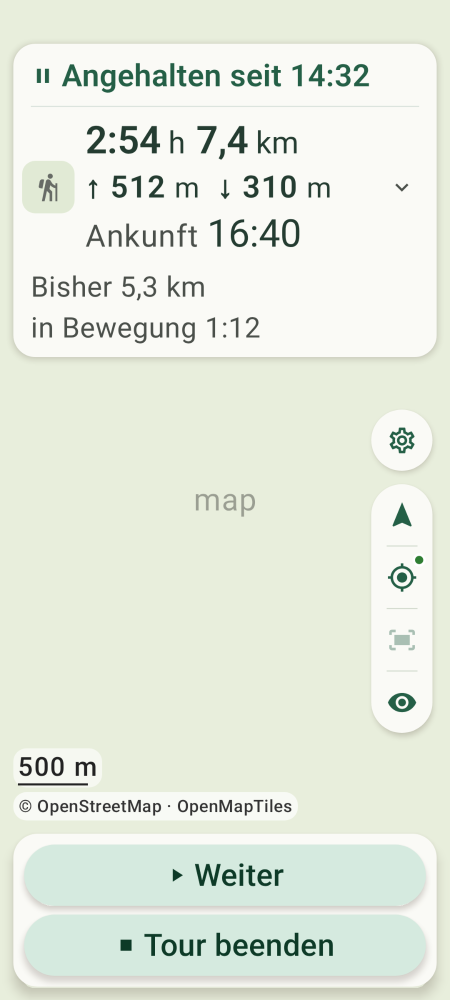 Angehalten seit 14:32
2:54 h 7,4 km
↑ 512 m ↓ 310 m
Ankunft 16:40
Bisher 5,3 km
in Bewegung 1:12
map
500 m
© OpenStreetMap · OpenMapTiles
Weiter
Tour beenden